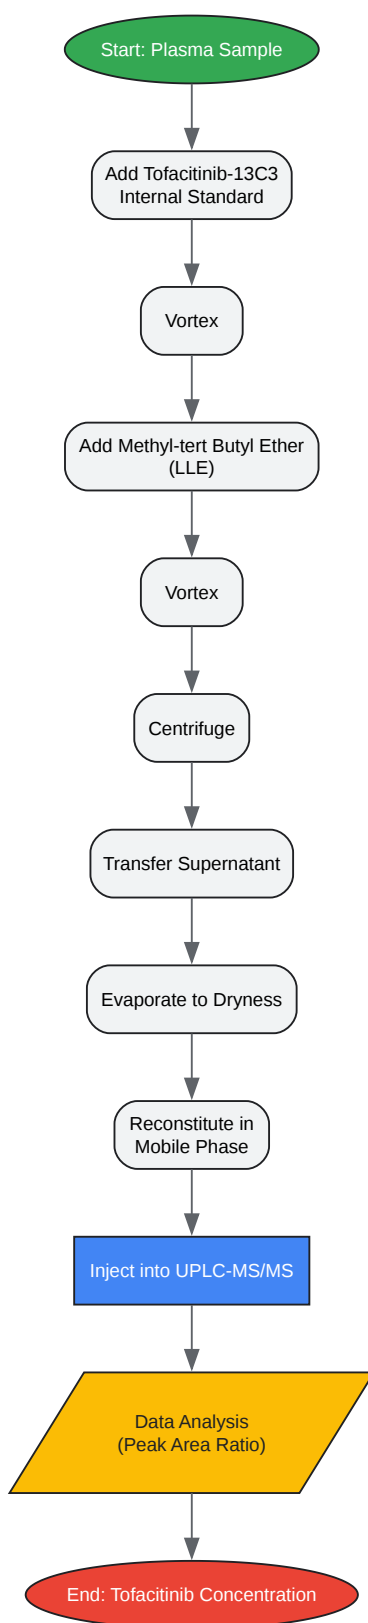 Start: Plasma Sample
Add Tofacitinib-13C3
Internal Standard
Vortex
Add Methyl-tert Butyl Ether
(LLE)
Vortex
Centrifuge
Transfer Supernatant
Evaporate to Dryness
Reconstitute in
Mobile Phase
Inject into UPLC-MS/MS
Data Analysis
(Peak Area Ratio)
End: Tofacitinib Concentration